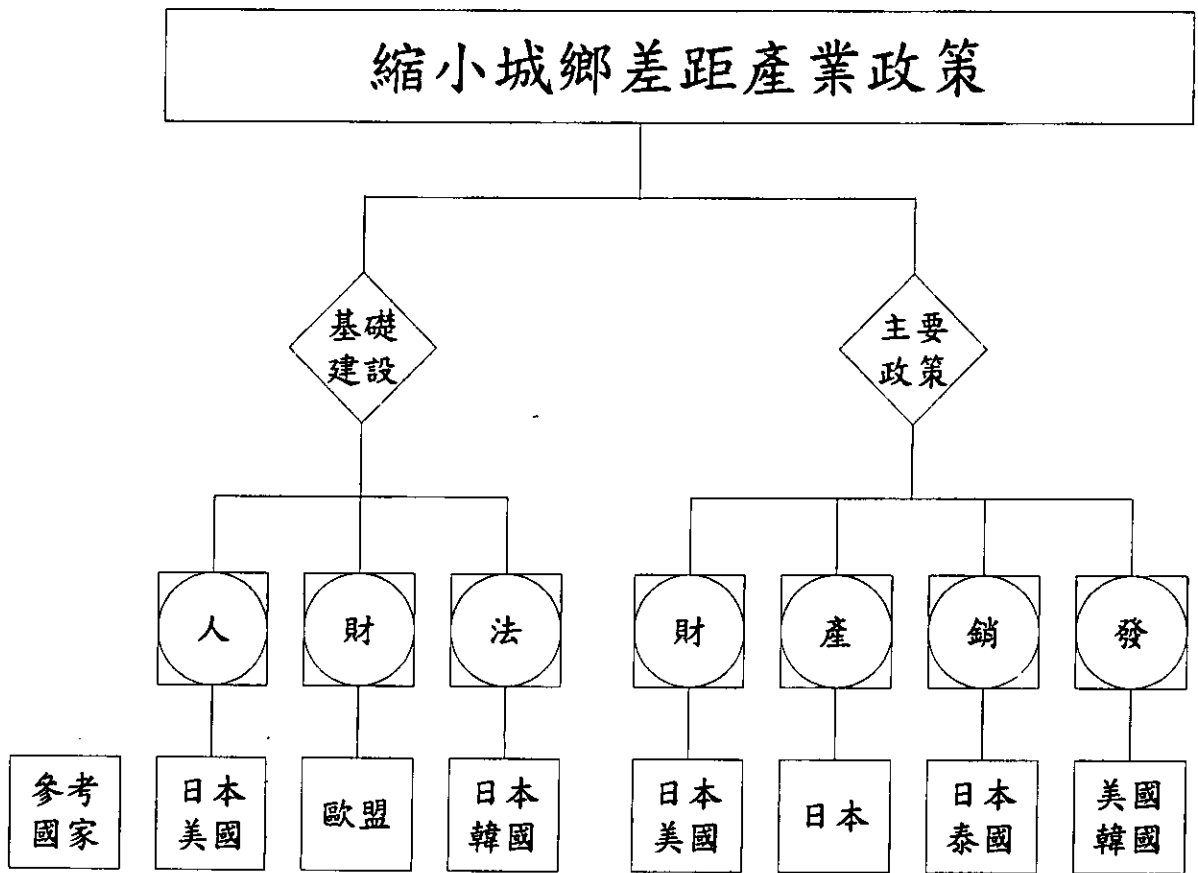 縮小城鄉差距產業政策
基礎
建設
主要
政策
人
財
法
財
產
銷
發
參考
國家
日本
美國
歐盟
日本
韓國
日本
美國
日本
日本
泰國
美國
韓國